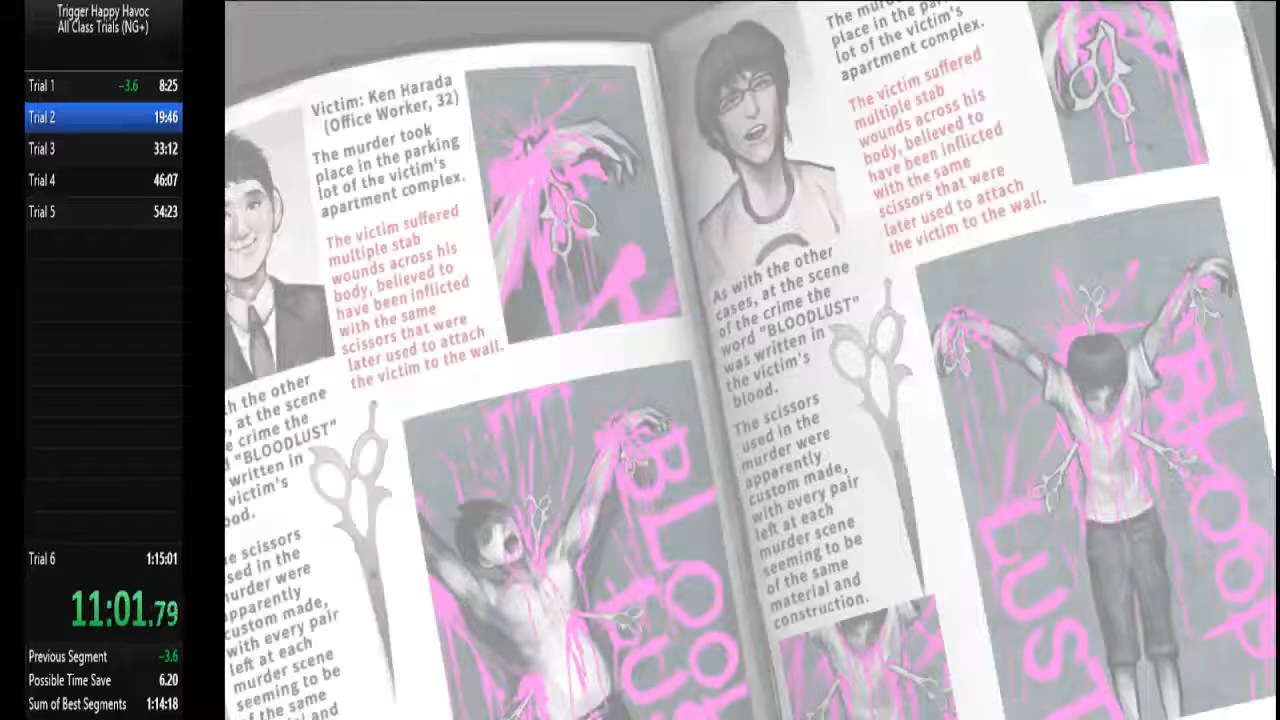 Trigger Happy Havoc
All Class Trials (NG+)
Trial 1 −3.6 8:25
Trial 2 19:46
Trial 3 33:12
Trial 4 46:07
Trial 5 54:23
Trial 6 1:15:01
11:01.79
Previous Segment −3.6
Possible Time Save 6.20
Sum of Best Segments 1:14:18
Victim: Ken Harada
(Office Worker, 32)
The murder took
place in the parking
lot of the victim's
apartment complex.
The victim suffered
multiple stab
wounds across his
body, believed to
have been inflicted
with the same
scissors that were
later used to attach
the victim to the wall.
the other
, at the scene
crime the
"BLOODLUST"
written in
victim's
scissors
in the
were
apparently
custom made,
with every pair
left at each
murder scene
seeming to be
of the same
and
BLOO
LUS
The murder
place in the
lot of the victim's
apartment complex.
The victim suffered
multiple stab
wounds across his
body, believed to
have been inflicted
with the same
scissors that were
later used to attach
the victim to the wall.
As with the other
cases, at the scene
of the crime the
word "BLOODLUST"
was written in
the victim's
blood.
The scissors
used in the
murder were
apparently
custom made,
with every pair
left at each
murder scene
seeming to be
of the same
material and
construction.
BLOOD
LUST